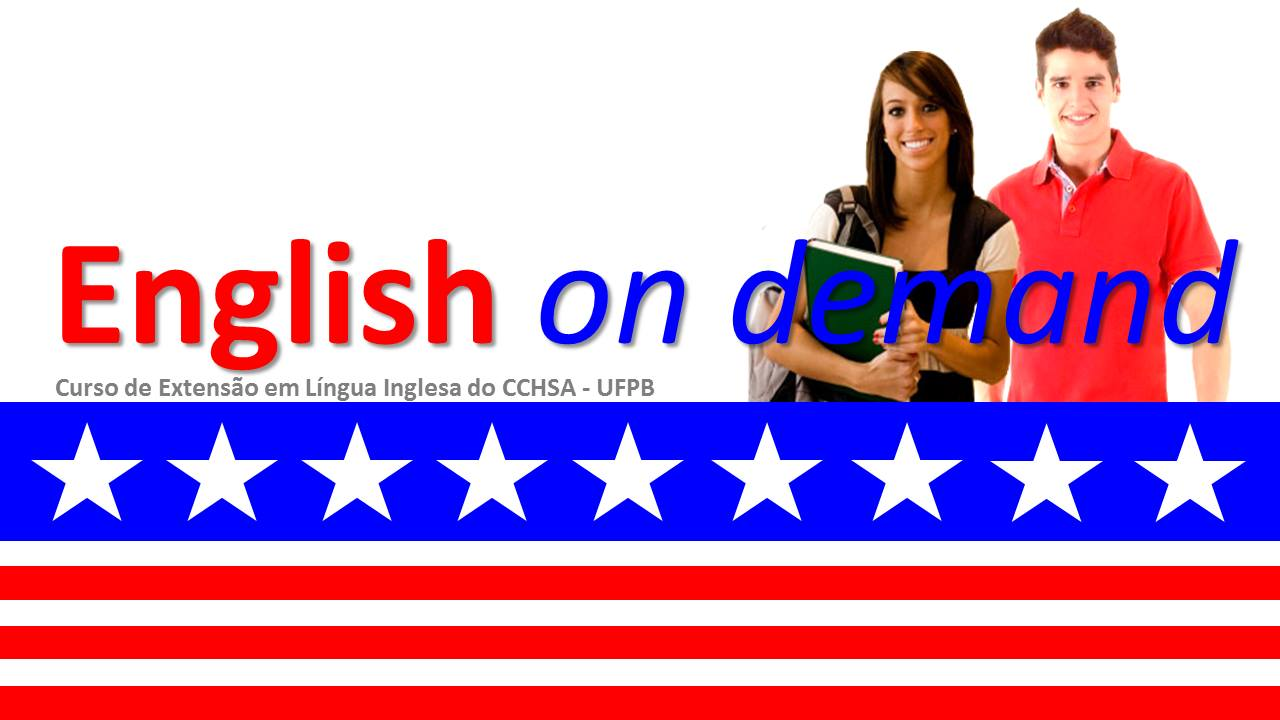 English on demand
Curso de Extensão em Língua Inglesa do CCHSA - UFPB